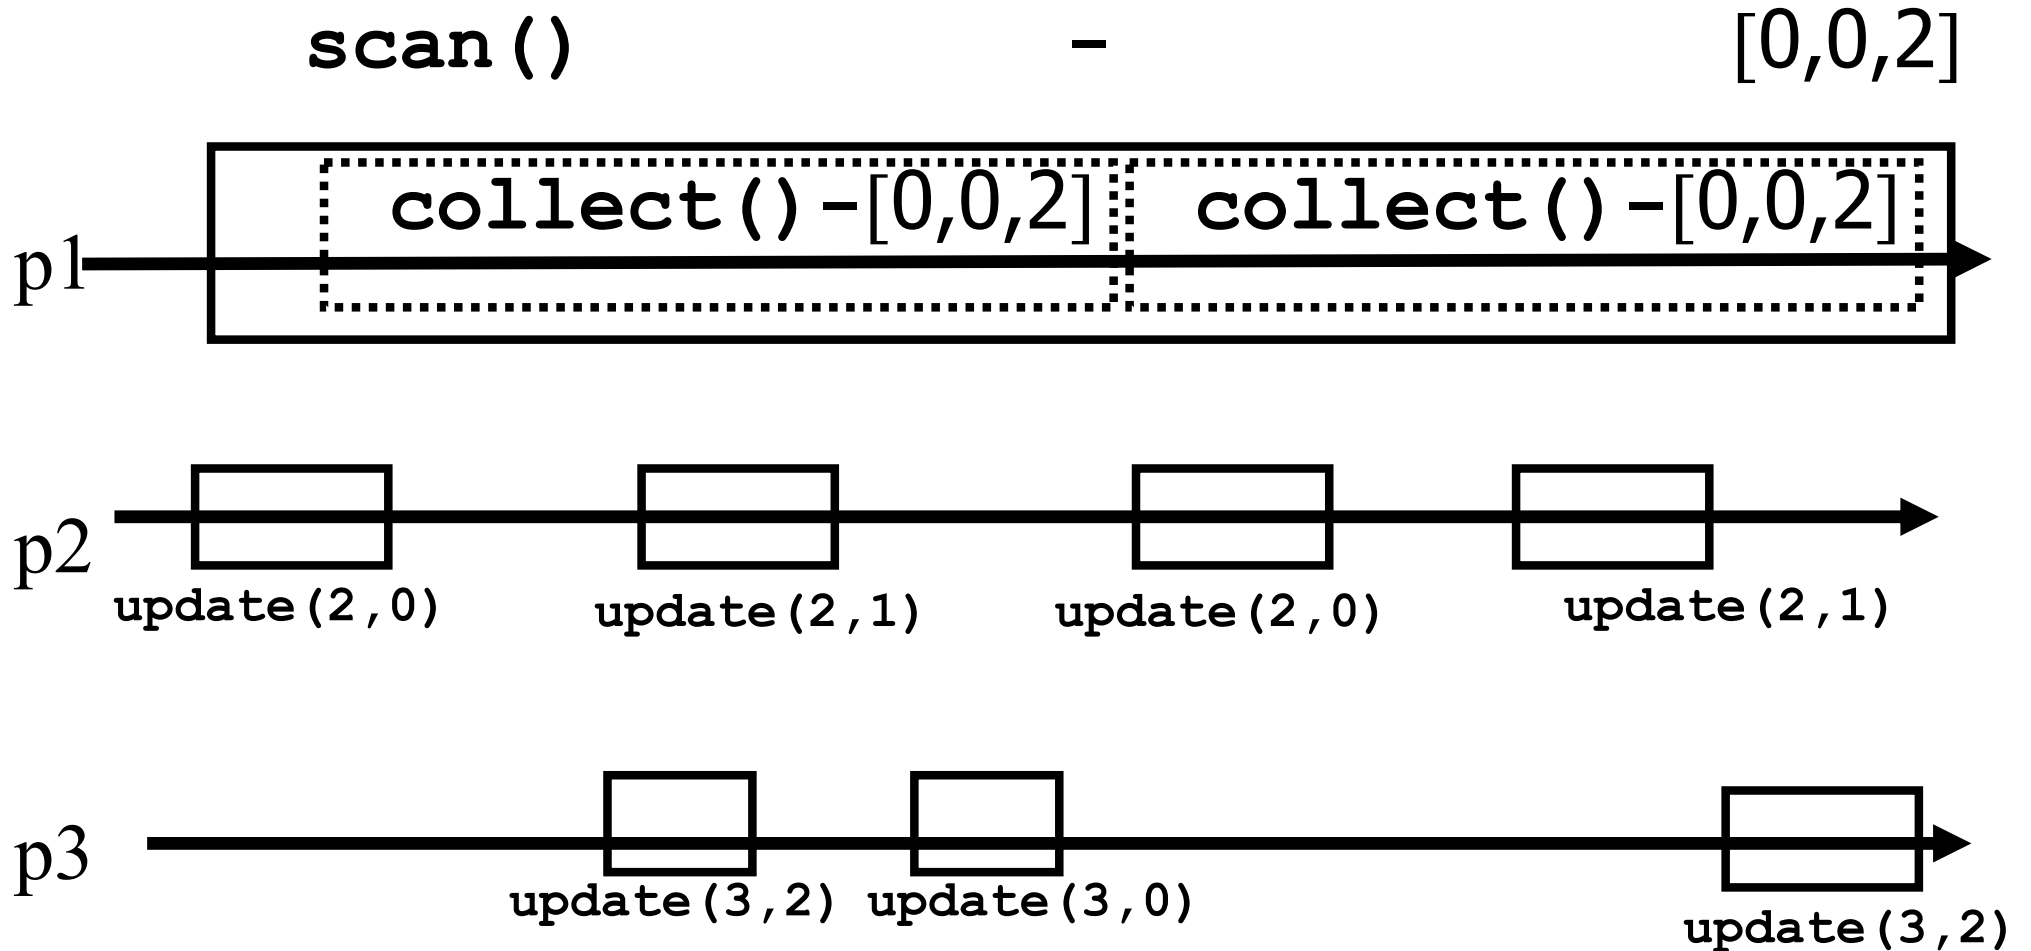 scan() - [0,0,2]
collect()-[0,0,2] collect()-[0,0,2]
p1
p2
update(2,0) update(2,1) update(2,0) update(2,1)
p3
update(3,2) update(3,0) update(3,2)